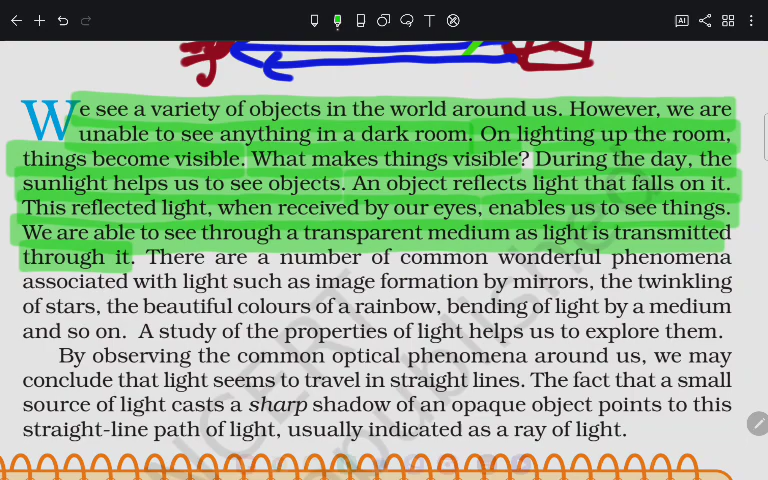 AI
T
We see a variety of objects in the world around us. However, we are
unable to see anything in a dark room. On lighting up the room,
things become visible. What makes things visible? During the day, the
sunlight helps us to see objects. An object reflects light that falls on it.
This reflected light, when received by our eyes, enables us to see things.
We are able to see through a transparent medium as light is transmitted
through it. There are a number of common wonderful phenomena
associated with light such as image formation by mirrors, the twinkling
of stars, the beautiful colours of a rainbow, bending of light by a medium
and so on. A study of the properties of light helps us to explore them.
By observing the common optical phenomena around us, we may
conclude that light seems to travel in straight lines. The fact that a small
source of light casts a sharp shadow of an opaque object points to this
straight-line path of light, usually indicated as a ray of light.
NCERT